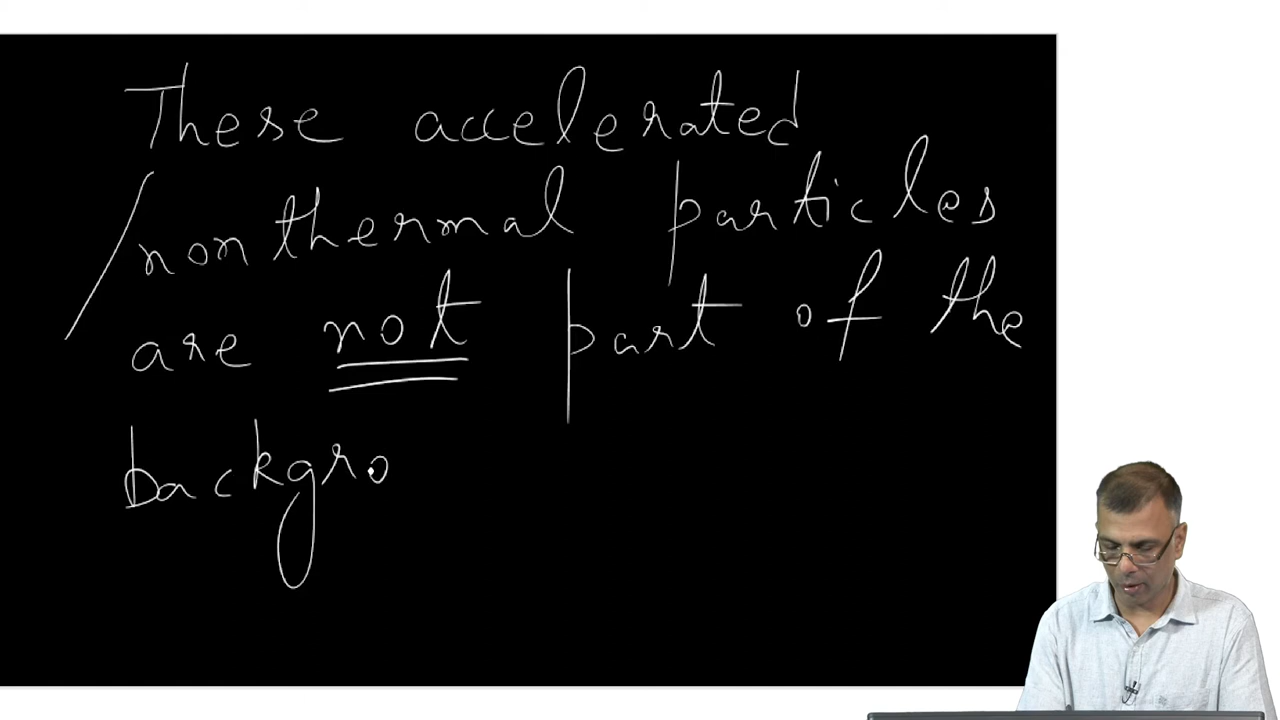 These accelerated
/nonthermal particles
are not part of the
backgro